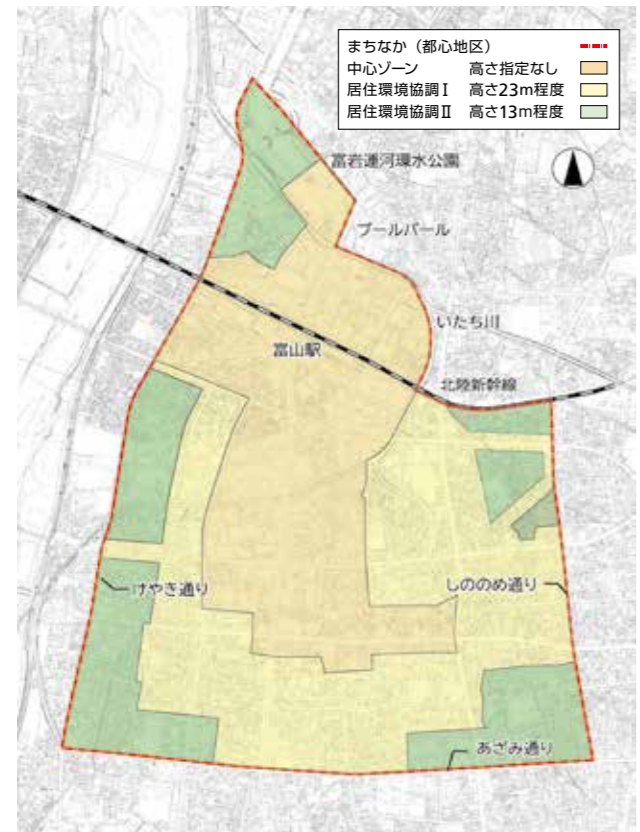 まちなか（都心地区）
中心ゾーン 高さ指定なし
居住環境協調Ⅰ 高さ23m程度
居住環境協調Ⅱ 高さ13m程度
富岩運河環水公園
ブールバール
いたち川
富山駅
北陸新幹線
けやき通り
しののめ通り
あざみ通り